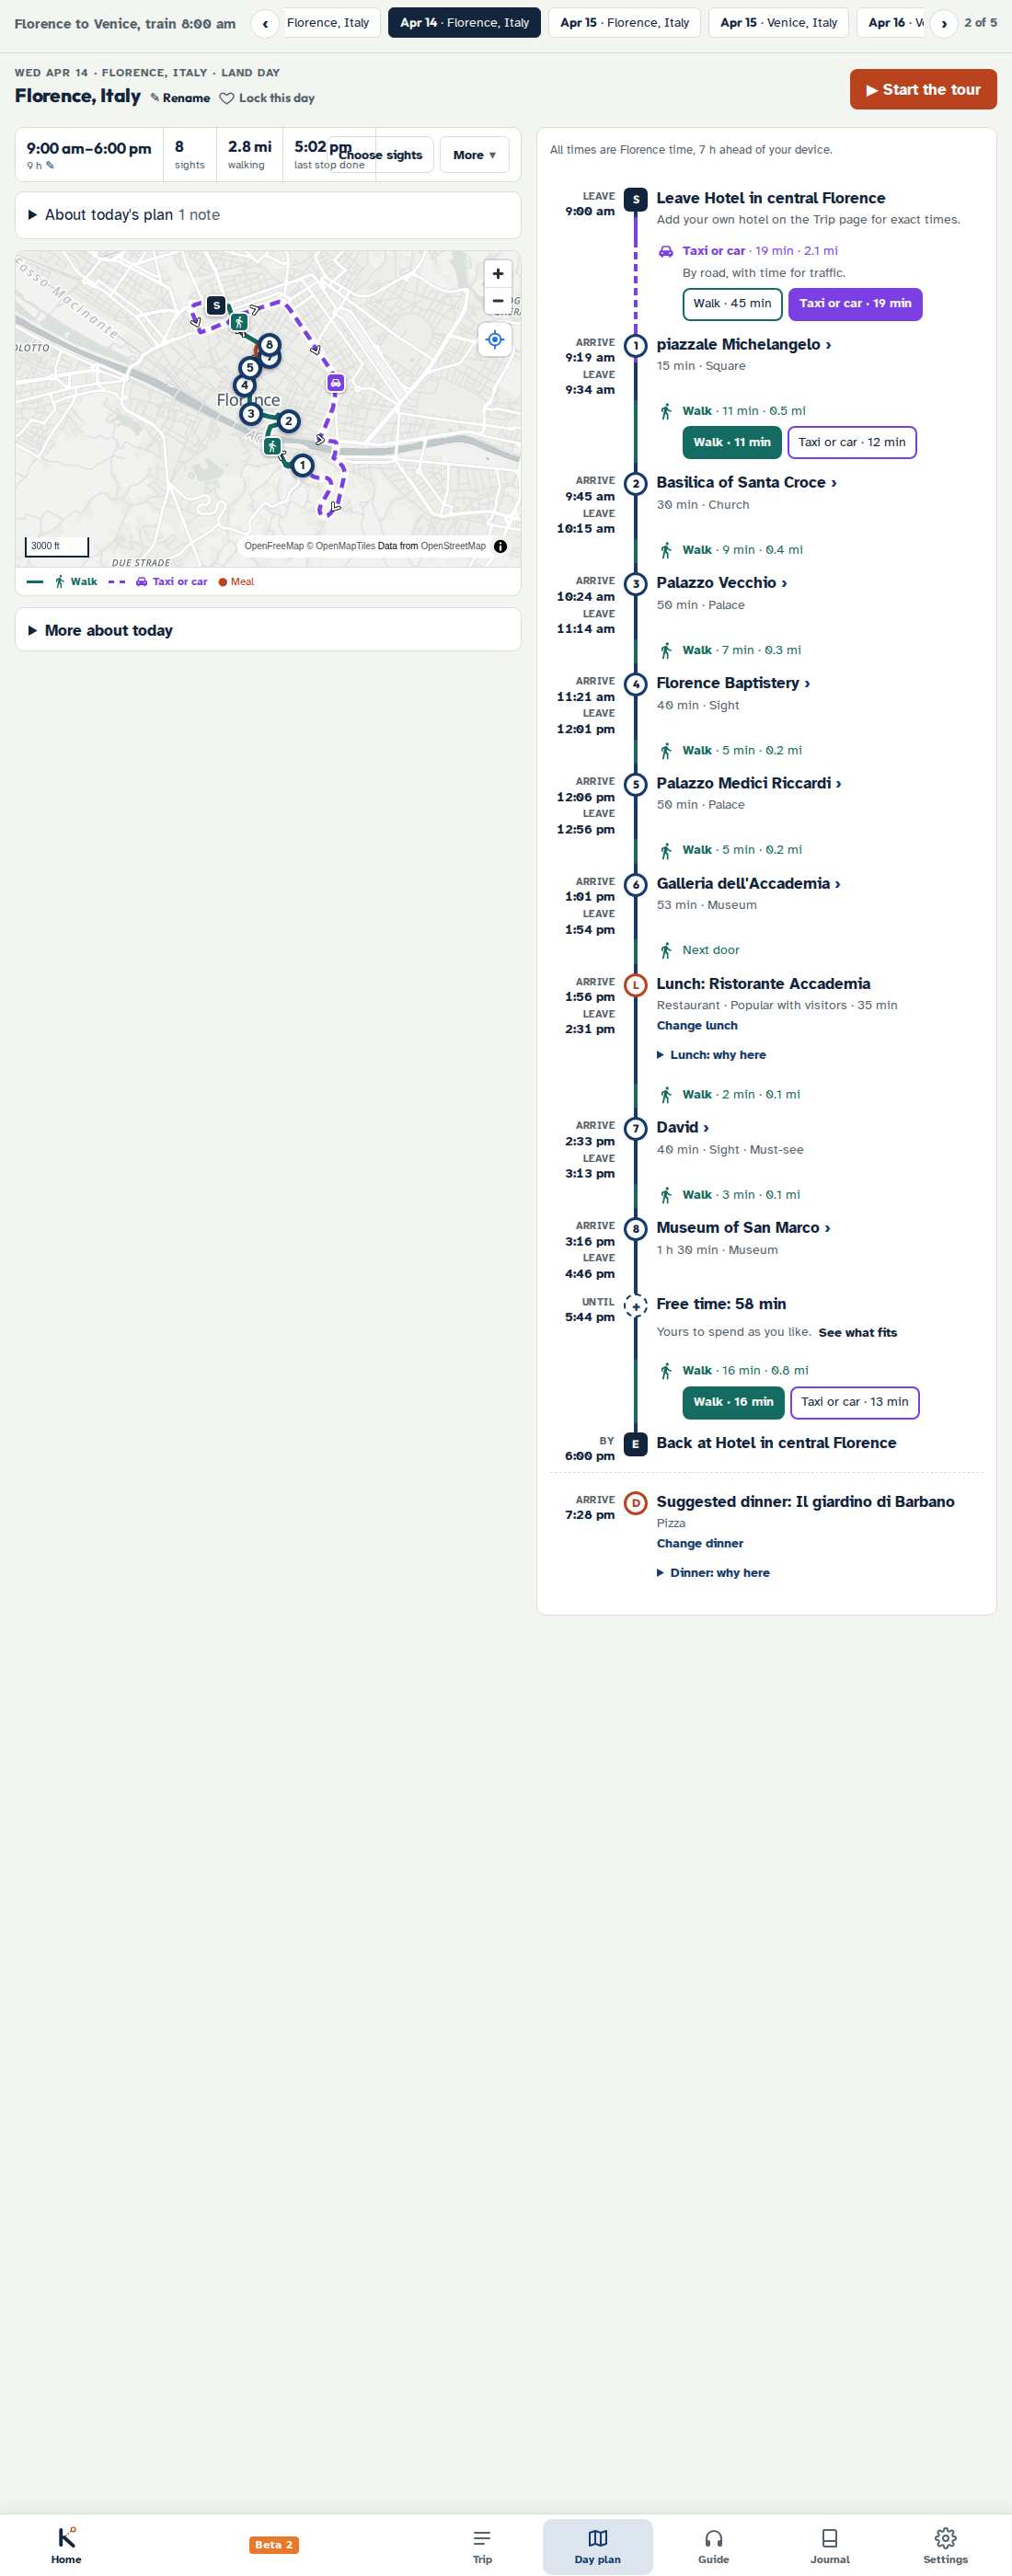 Florence to Venice, train 8:00 am
‹
Florence, Italy
Apr 14 · Florence, Italy
Apr 15 · Florence, Italy
Apr 15 · Venice, Italy
Apr 16 ·
›
2 of 5
WED APR 14 · FLORENCE, ITALY · LAND DAY
Florence, Italy
✎ Rename
Lock this day
▶ Start the tour
9:00 am–6:00 pm
9 h ✎
8
sights
2.8 mi
walking
5:02 pm
last stop done
Choose sights
More ▾
▶ About today's plan 1 note
Fosso-Macinante
Florence
DUE STRADE
S
8
7
5
4
3
2
1
+
−
3000 ft
OpenFreeMap © OpenMapTiles Data from OpenStreetMap
Walk
Taxi or car
Meal
▶ More about today
All times are Florence time, 7 h ahead of your device.
LEAVE
9:00 am
S
Leave Hotel in central Florence
Add your own hotel on the Trip page for exact times.
Taxi or car · 19 min · 2.1 mi
By road, with time for traffic.
Walk · 45 min
Taxi or car · 19 min
ARRIVE
9:19 am
LEAVE
9:34 am
1
piazzale Michelangelo ›
15 min · Square
Walk · 11 min · 0.5 mi
Walk · 11 min
Taxi or car · 12 min
ARRIVE
9:45 am
LEAVE
10:15 am
2
Basilica of Santa Croce ›
30 min · Church
Walk · 9 min · 0.4 mi
ARRIVE
10:24 am
LEAVE
11:14 am
3
Palazzo Vecchio ›
50 min · Palace
Walk · 7 min · 0.3 mi
ARRIVE
11:21 am
LEAVE
12:01 pm
4
Florence Baptistery ›
40 min · Sight
Walk · 5 min · 0.2 mi
ARRIVE
12:06 pm
LEAVE
12:56 pm
5
Palazzo Medici Riccardi ›
50 min · Palace
Walk · 5 min · 0.2 mi
ARRIVE
1:01 pm
LEAVE
1:54 pm
6
Galleria dell'Accademia ›
53 min · Museum
Next door
ARRIVE
1:56 pm
LEAVE
2:31 pm
L
Lunch: Ristorante Accademia
Restaurant · Popular with visitors · 35 min
Change lunch
▶ Lunch: why here
Walk · 2 min · 0.1 mi
ARRIVE
2:33 pm
LEAVE
3:13 pm
7
David ›
40 min · Sight · Must-see
Walk · 3 min · 0.1 mi
ARRIVE
3:16 pm
LEAVE
4:46 pm
8
Museum of San Marco ›
1 h 30 min · Museum
UNTIL
5:44 pm
+
Free time: 58 min
Yours to spend as you like. See what fits
Walk · 16 min · 0.8 mi
Walk · 16 min
Taxi or car · 13 min
BY
6:00 pm
E
Back at Hotel in central Florence
ARRIVE
7:28 pm
D
Suggested dinner: Il giardino di Barbano
Pizza
Change dinner
▶ Dinner: why here
Home
Beta 2
Trip
Day plan
Guide
Journal
Settings